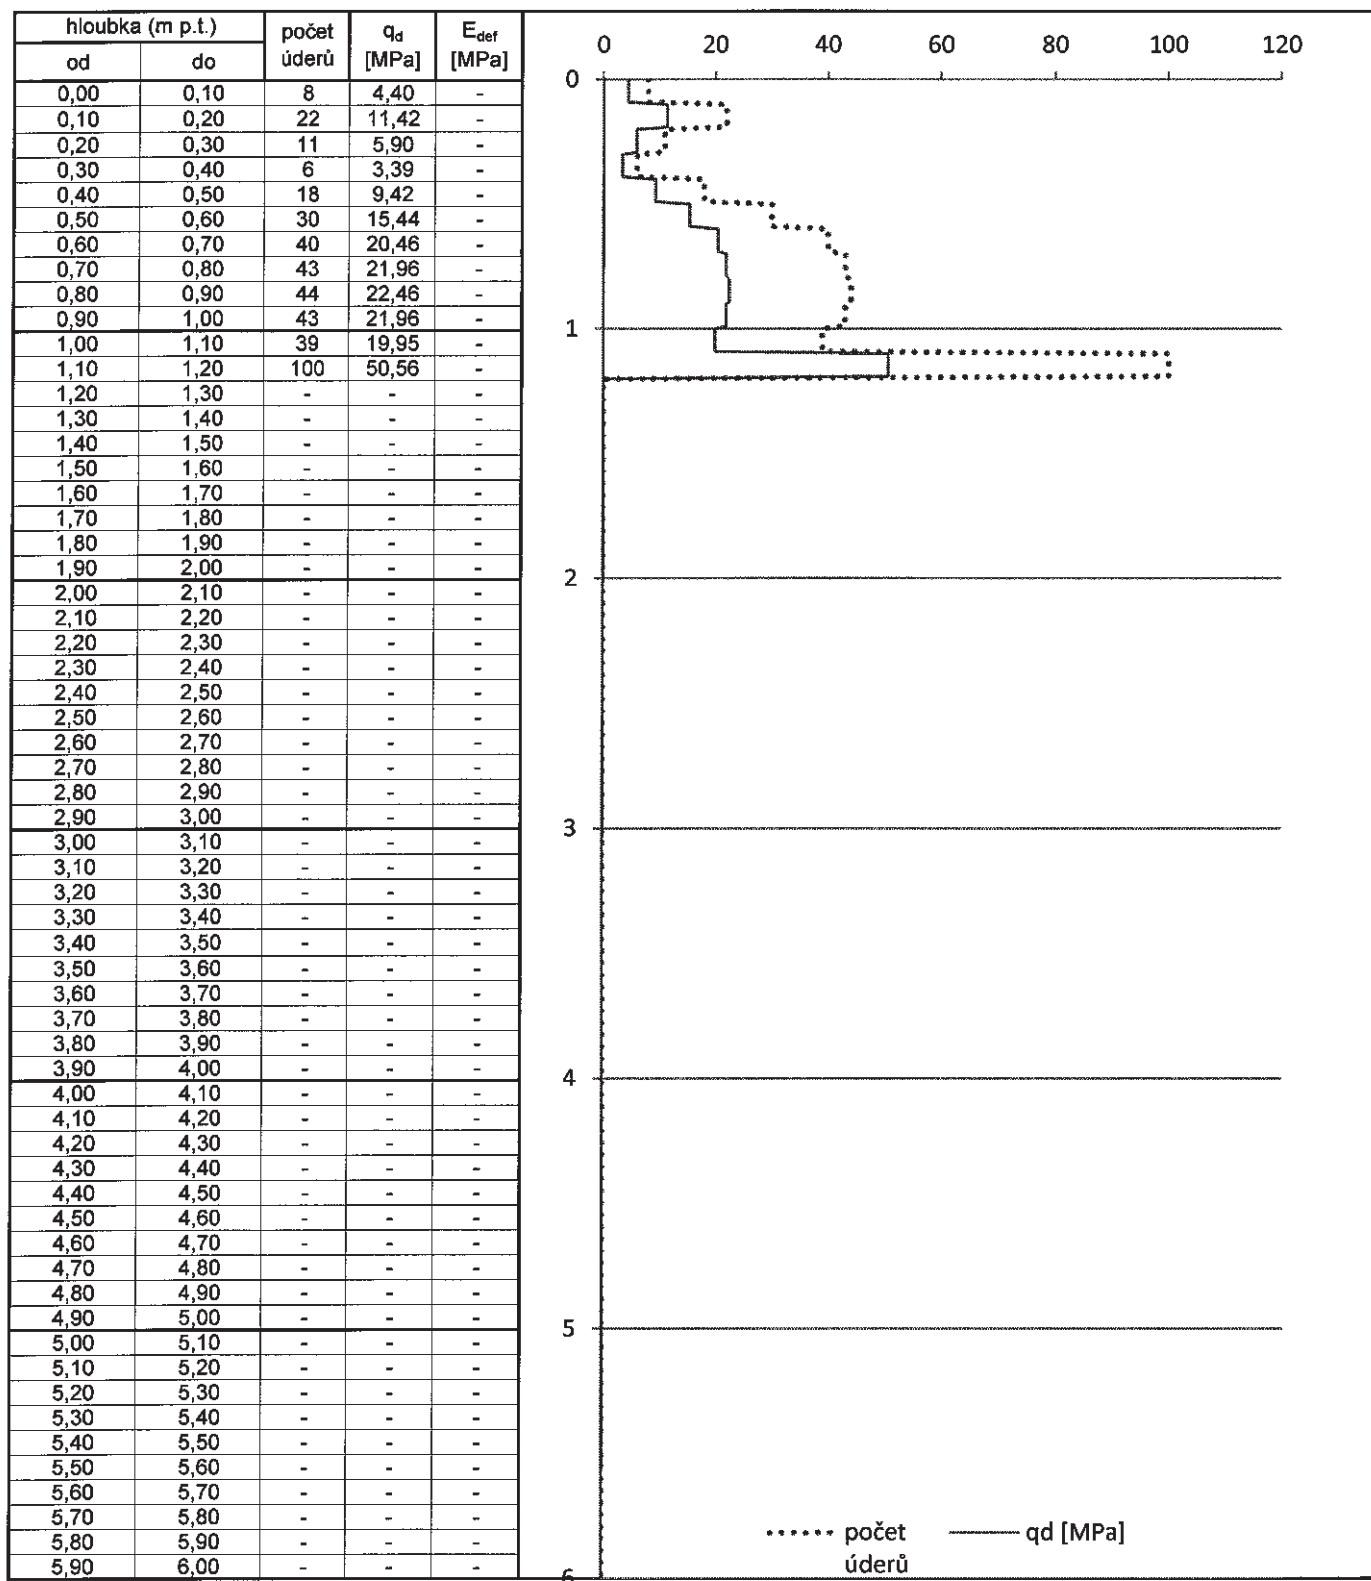 hloubka (m p.t.) počet qd Edef
od do úderů [MPa] [MPa]
0,00 0,10 8 4,40 -
0,10 0,20 22 11,42 -
0,20 0,30 11 5,90 -
0,30 0,40 6 3,39 -
0,40 0,50 18 9,42 -
0,50 0,60 30 15,44 -
0,60 0,70 40 20,46 -
0,70 0,80 43 21,96 -
0,80 0,90 44 22,46 -
0,90 1,00 43 21,96 -
1,00 1,10 39 19,95 -
1,10 1,20 100 50,56 -
1,20 1,30 - - -
1,30 1,40 - - -
1,40 1,50 - - -
1,50 1,60 - - -
1,60 1,70 - - -
1,70 1,80 - - -
1,80 1,90 - - -
1,90 2,00 - - -
2,00 2,10 - - -
2,10 2,20 - - -
2,20 2,30 - - -
2,30 2,40 - - -
2,40 2,50 - - -
2,50 2,60 - - -
2,60 2,70 - - -
2,70 2,80 - - -
2,80 2,90 - - -
2,90 3,00 - - -
3,00 3,10 - - -
3,10 3,20 - - -
3,20 3,30 - - -
3,30 3,40 - - -
3,40 3,50 - - -
3,50 3,60 - - -
3,60 3,70 - - -
3,70 3,80 - - -
3,80 3,90 - - -
3,90 4,00 - - -
4,00 4,10 - - -
4,10 4,20 - - -
4,20 4,30 - - -
4,30 4,40 - - -
4,40 4,50 - - -
4,50 4,60 - - -
4,60 4,70 - - -
4,70 4,80 - - -
4,80 4,90 - - -
4,90 5,00 - - -
5,00 5,10 - - -
5,10 5,20 - - -
5,20 5,30 - - -
5,30 5,40 - - -
5,40 5,50 - - -
5,50 5,60 - - -
5,60 5,70 - - -
5,70 5,80 - - -
5,80 5,90 - - -
5,90 6,00 - - -
0 20 40 60 80 100 120
0
1
2
3
4
5
6
počet qd [MPa]
úderů